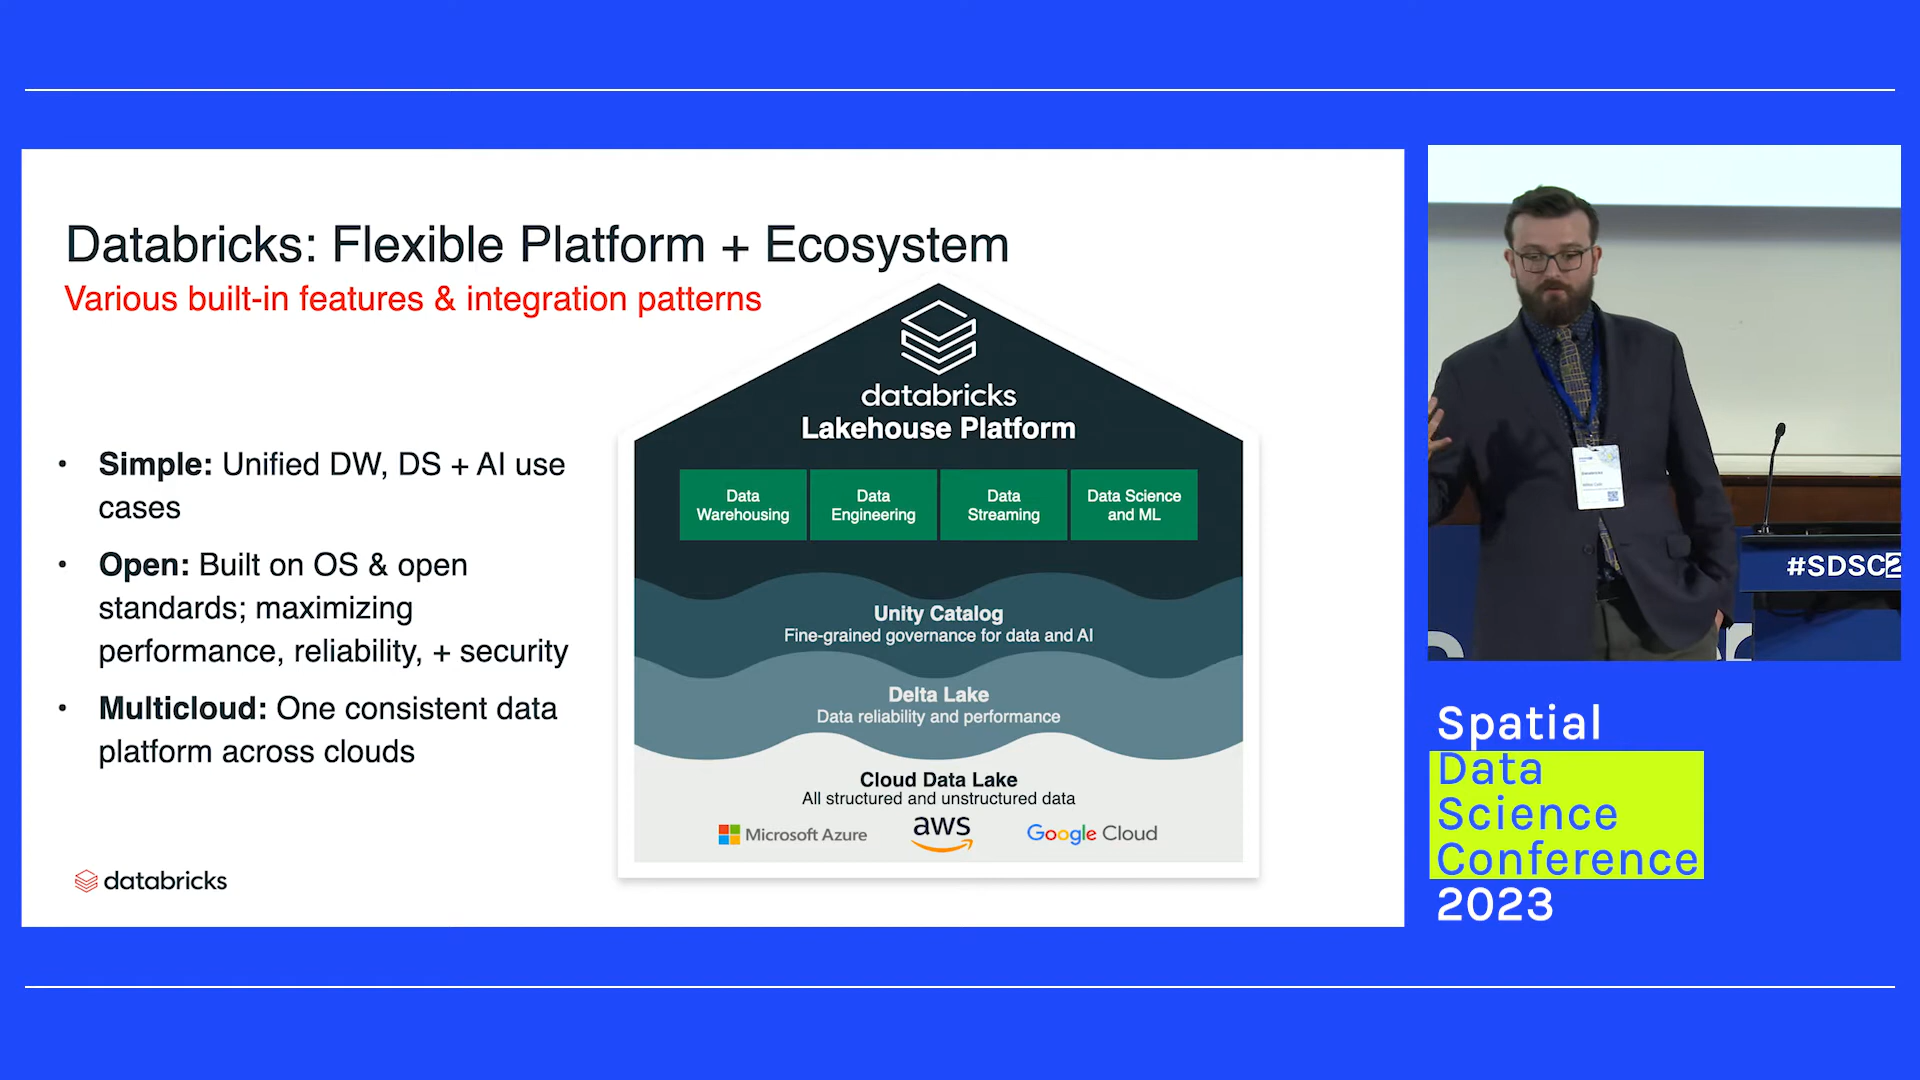 Databricks: Flexible Platform + Ecosystem
Various built-in features & integration patterns
• Simple: Unified DW, DS + AI use
cases
• Open: Built on OS & open
standards; maximizing
performance, reliability, + security
• Multicloud: One consistent data
platform across clouds
databricks
databricks
Lakehouse Platform
Data
Warehousing
Data
Engineering
Data
Streaming
Data Science
and ML
Unity Catalog
Fine-grained governance for data and AI
Delta Lake
Data reliability and performance
Cloud Data Lake
All structured and unstructured data
Microsoft Azure
aws
Google Cloud
#SDSC2
Spatial
Data
Science
Conference
2023